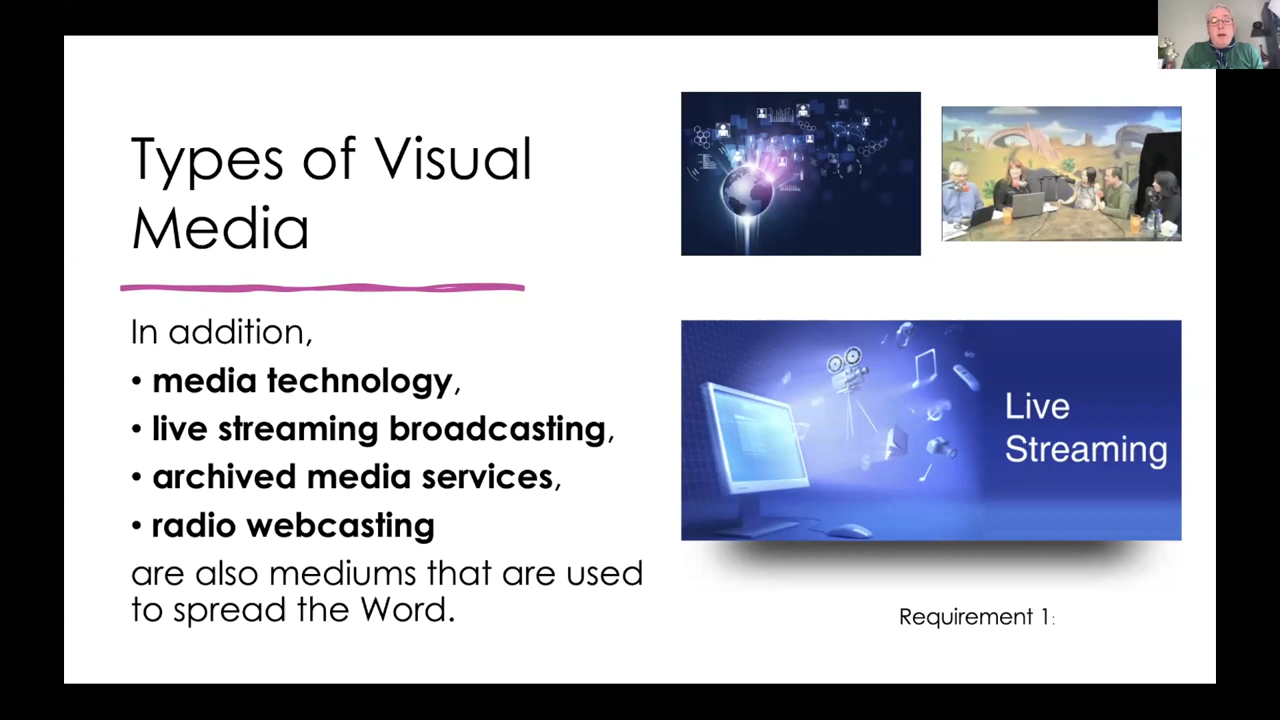 Types of Visual
Media
In addition,
• media technology,
• live streaming broadcasting,
• archived media services,
• radio webcasting
are also mediums that are used
to spread the Word.
Live
Streaming
Requirement 1: